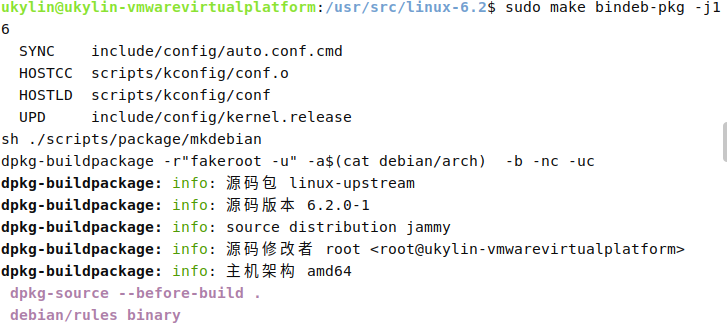 ukylin@ukylin-vmwarevirtualplatform:/usr/src/linux-6.2$ sudo make bindeb-pkg -j1
6
  SYNC    include/config/auto.conf.cmd
  HOSTCC  scripts/kconfig/conf.o
  HOSTLD  scripts/kconfig/conf
  UPD     include/config/kernel.release
sh ./scripts/package/mkdebian
dpkg-buildpackage -r"fakeroot -u" -a$(cat debian/arch)  -b -nc -uc
dpkg-buildpackage: info: 源码包 linux-upstream
dpkg-buildpackage: info: 源码版本 6.2.0-1
dpkg-buildpackage: info: source distribution jammy
dpkg-buildpackage: info: 源码修改者 root <root@ukylin-vmwarevirtualplatform>
dpkg-buildpackage: info: 主机架构 amd64
 dpkg-source --before-build .
 debian/rules binary